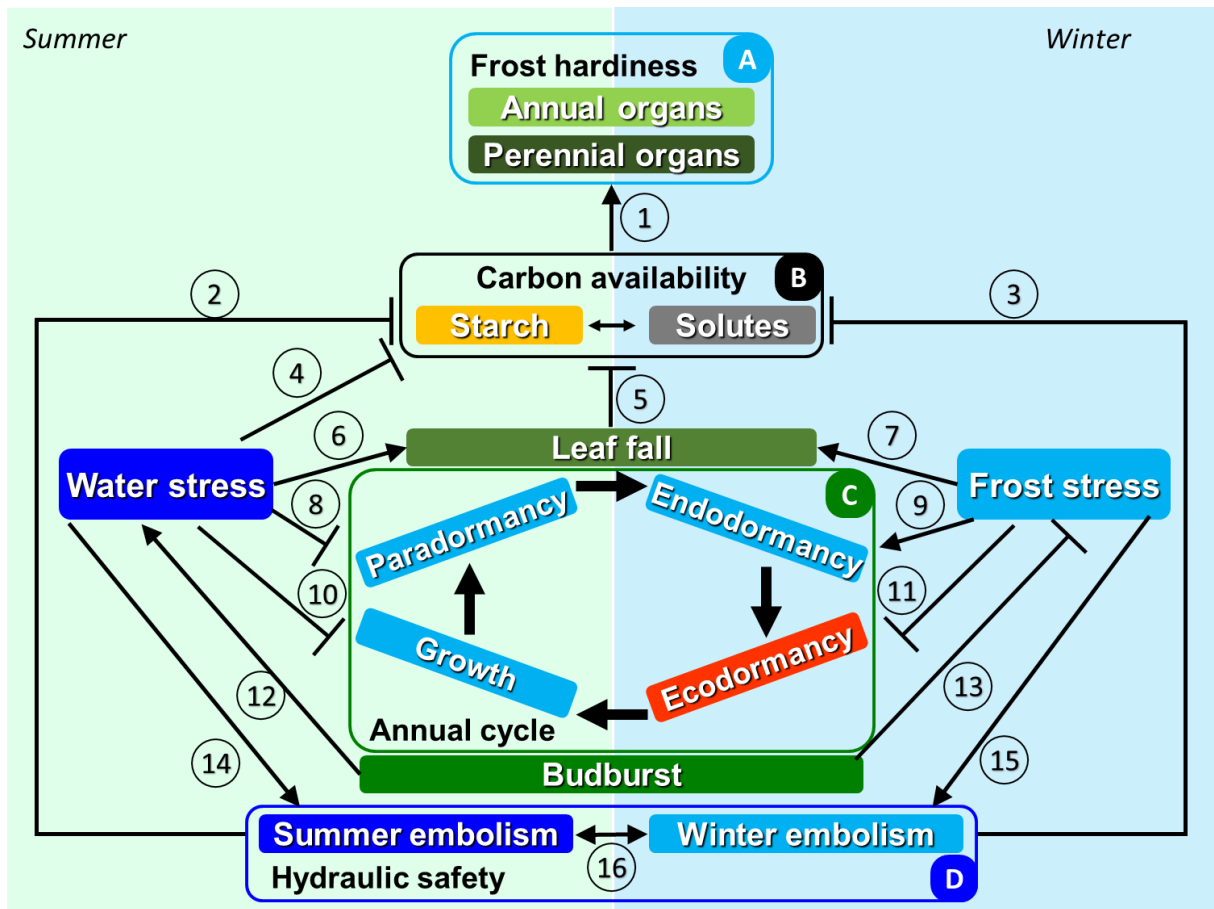 Summer
Winter
Frost hardiness
A
Annual organs
Perennial organs
1
Carbon availability
B
Starch
Solutes
2
3
4
5
6
7
Leaf fall
Water stress
Frost stress
C
8
9
Paradormancy
Endodormancy
10
11
Growth
Ecodormancy
Annual cycle
12
13
14
15
Budburst
Summer embolism
Winter embolism
16
Hydraulic safety
D